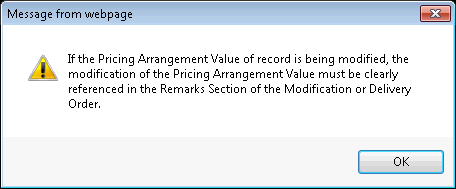 Message from webpage
If the Pricing Arrangement Value of record is being modified, the
modification of the Pricing Arrangement Value must be clearly
referenced in the Remarks Section of the Modification or Delivery
Order.
OK